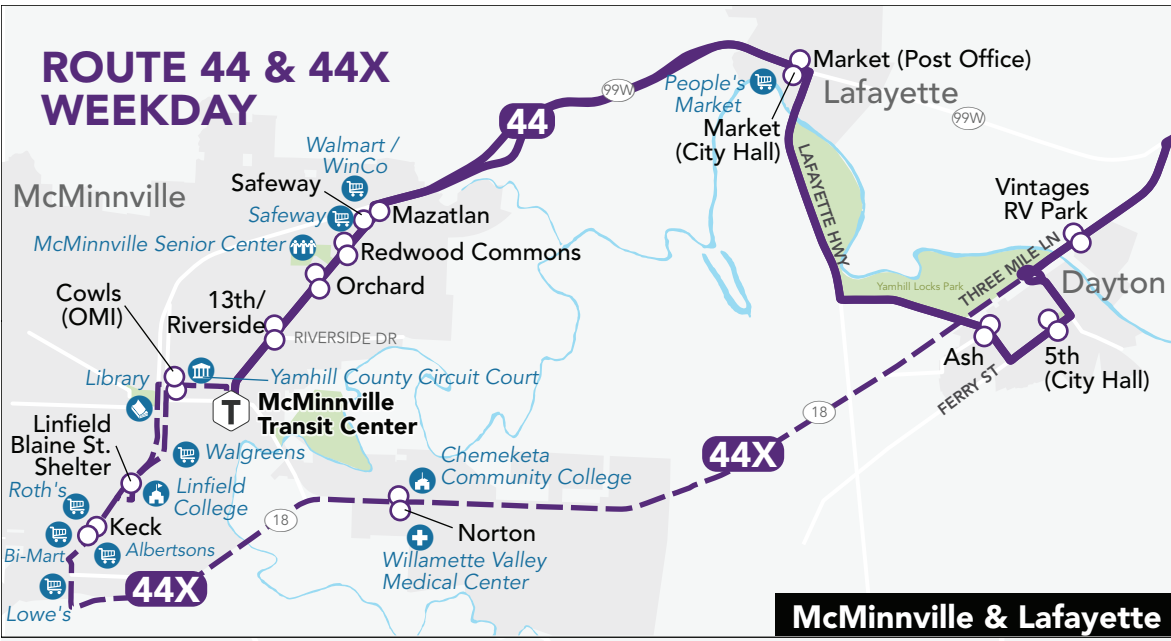 ROUTE 44 & 44X
WEEKDAY
Market (Post Office)
Lafayette
People's
Market
Market
(City Hall)
99W
99W
44
Walmart /
WinCo
Safeway
McMinnville
Safeway
Mazatlan
McMinnville Senior Center
Redwood Commons
Orchard
LAFAYETTE HWY
Vintages
RV Park
THREE MILE LN
Dayton
Yamhill Locks Park
Cowls
(OMI)
13th/
Riverside
RIVERSIDE DR
Ash
5th
(City Hall)
FERRY ST
Library
Yamhill County Circuit Court
T
McMinnville
Transit Center
18
Linfield
Blaine St.
Shelter
Walgreens
Chemeketa
Community College
44X
Roth's
Linfield
College
18
Keck
Norton
Bi-Mart
Albertsons
Willamette Valley
Medical Center
44X
Lowe's
McMinnville & Lafayette